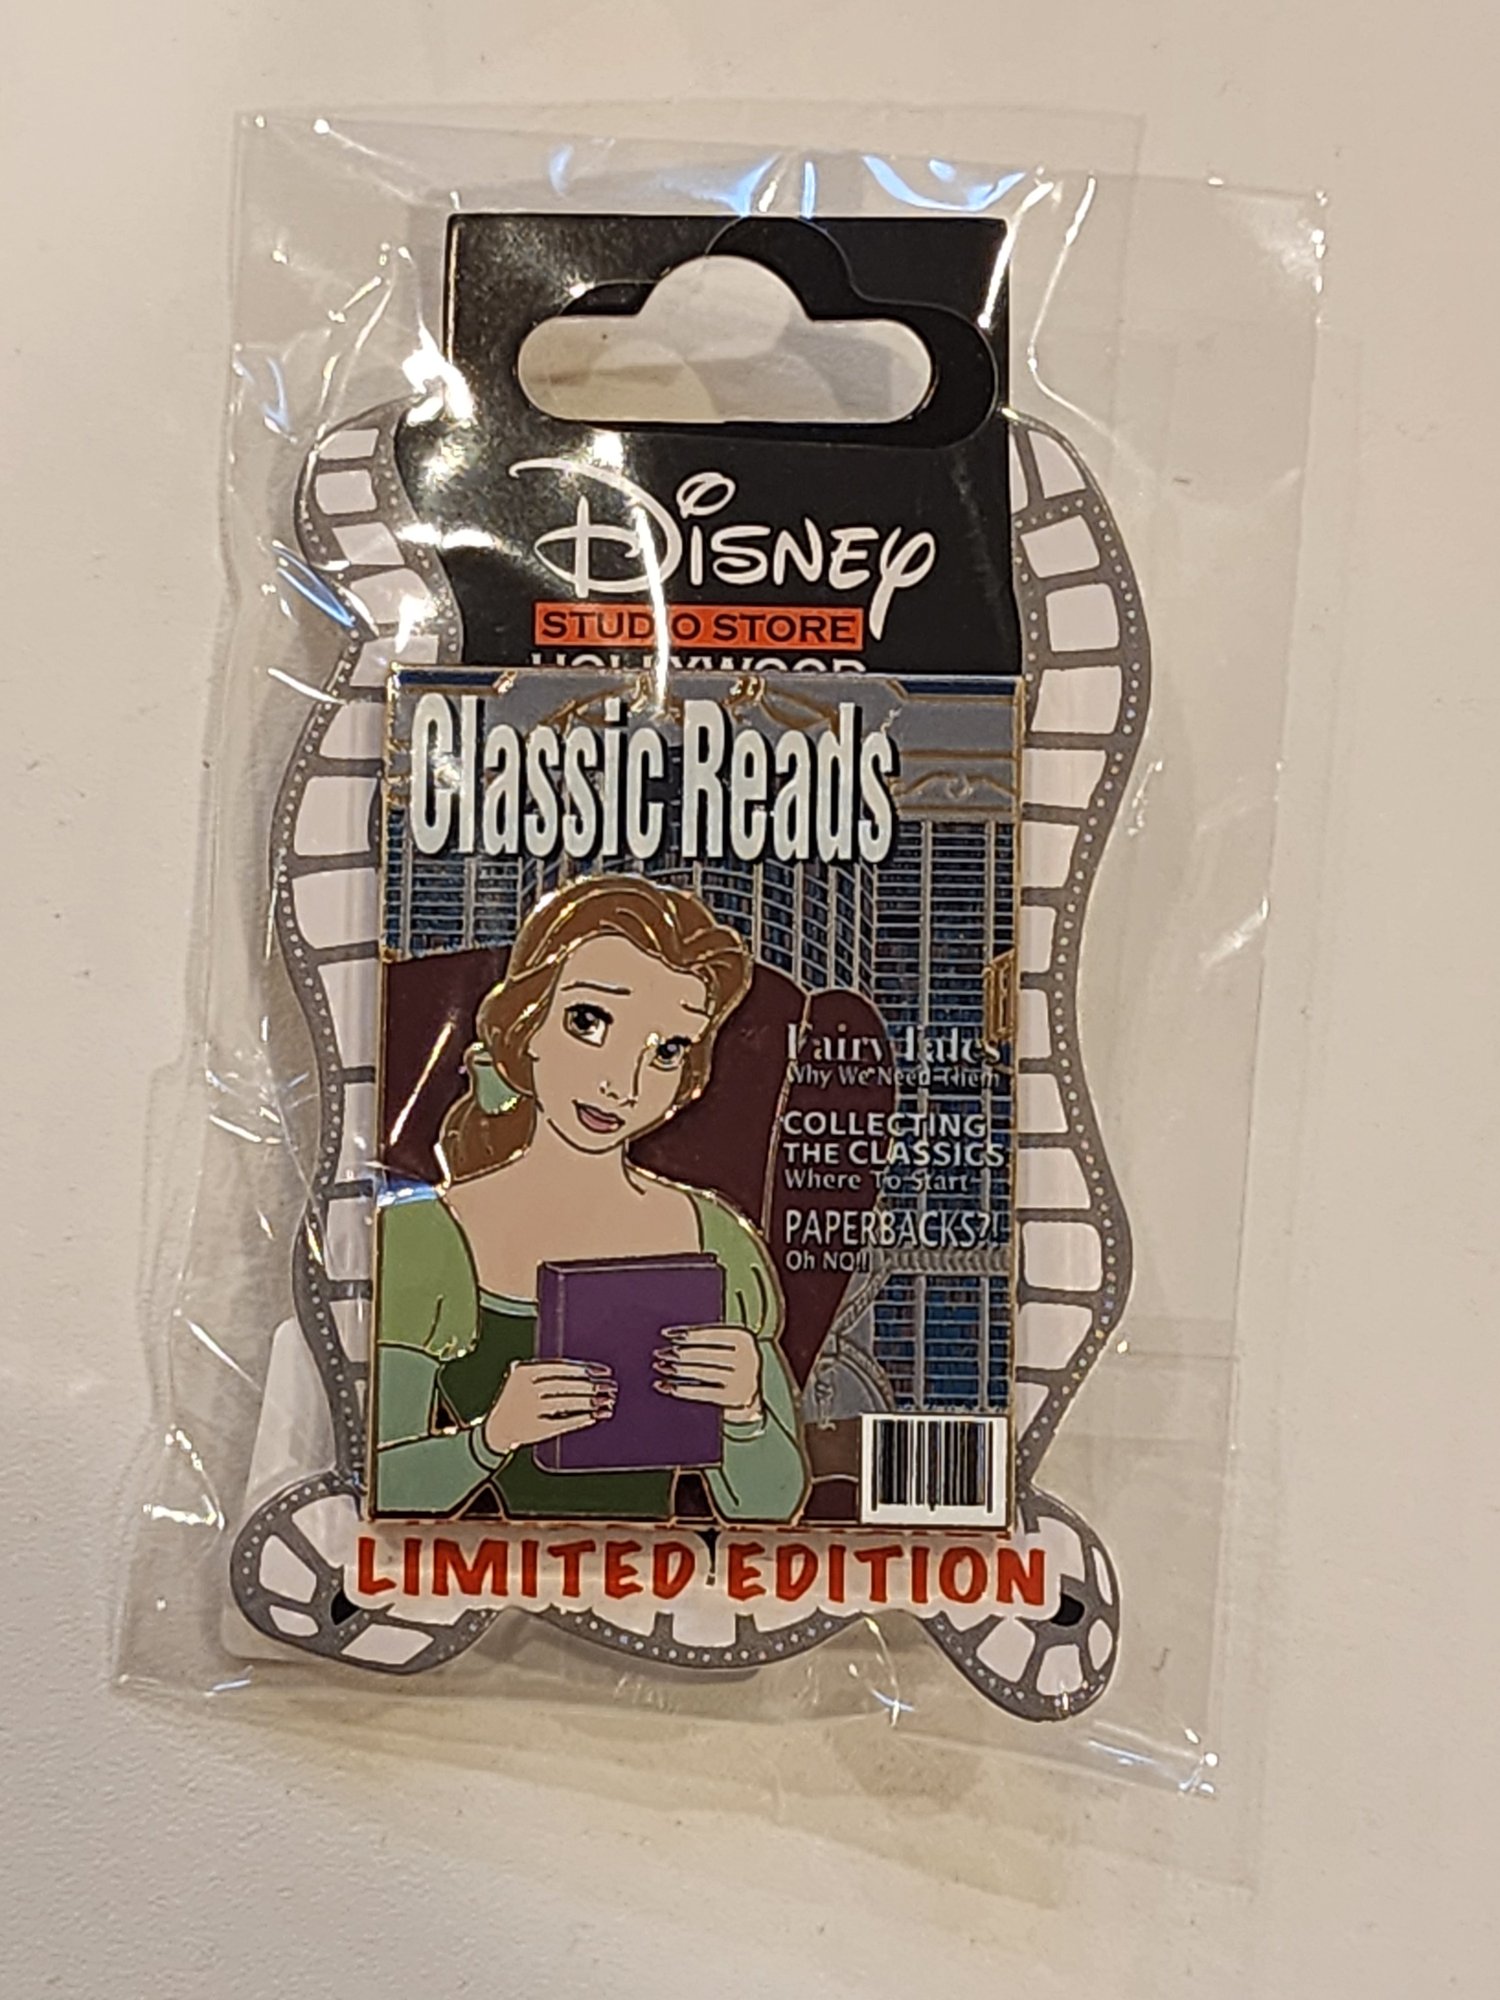 Disney
STUDIO STORE
HOLLYWOOD
Classic Reads
Fairy Tales
Why We Need Them
COLLECTING
THE CLASSICS
Where To Start
PAPERBACKS?!
Oh NO!!
LIMITED EDITION